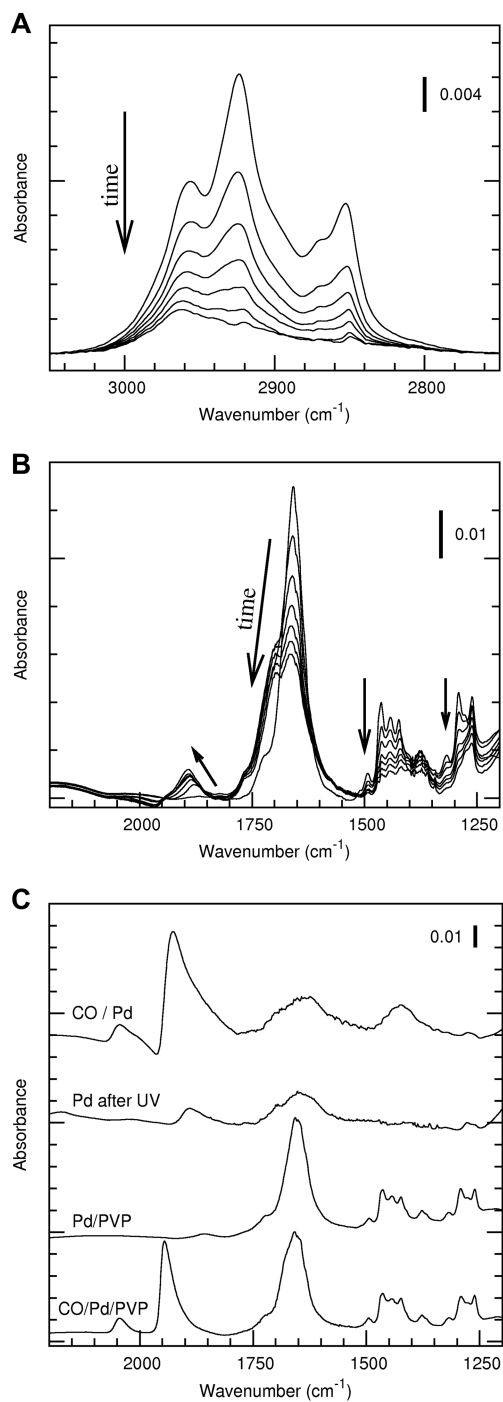 A
0.004
time
Absorbance
3000 2900 2800
Wavenumber (cm-1)
B
0.01
time
Absorbance
2000 1750 1500 1250
Wavenumber (cm-1)
C
0.01
CO / Pd
Pd after UV
Absorbance
Pd/PVP
CO/Pd/PVP
2000 1750 1500 1250
Wavenumber (cm-1)